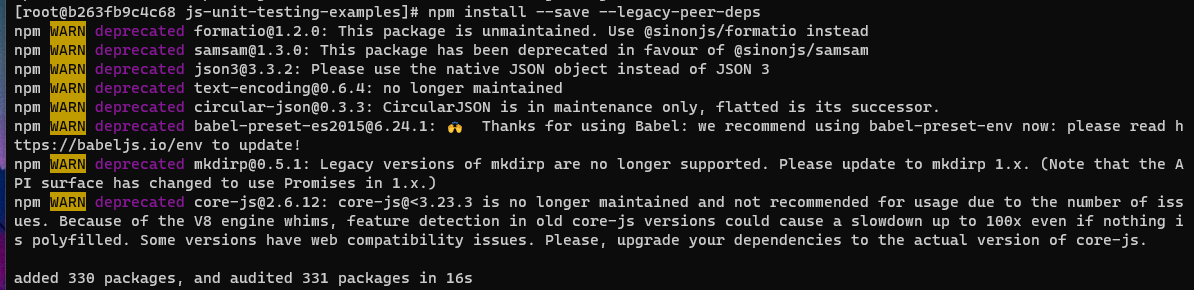 [root@b263fb9c4c68 js-unit-testing-examples]# npm install --save --legacy-peer-deps
npm WARN deprecated formatio@1.2.0: This package is unmaintained. Use @sinonjs/formatio instead
npm WARN deprecated samsam@1.3.0: This package has been deprecated in favour of @sinonjs/samsam
npm WARN deprecated json3@3.3.2: Please use the native JSON object instead of JSON 3
npm WARN deprecated text-encoding@0.6.4: no longer maintained
npm WARN deprecated circular-json@0.3.3: CircularJSON is in maintenance only, flatted is its successor.
npm WARN deprecated babel-preset-es2015@6.24.1: 🙌  Thanks for using Babel: we recommend using babel-preset-env now: please read h
ttps://babeljs.io/env to update!
npm WARN deprecated mkdirp@0.5.1: Legacy versions of mkdirp are no longer supported. Please update to mkdirp 1.x. (Note that the A
PI surface has changed to use Promises in 1.x.)
npm WARN deprecated core-js@2.6.12: core-js@<3.23.3 is no longer maintained and not recommended for usage due to the number of iss
ues. Because of the V8 engine whims, feature detection in old core-js versions could cause a slowdown up to 100x even if nothing i
s polyfilled. Some versions have web compatibility issues. Please, upgrade your dependencies to the actual version of core-js.
added 330 packages, and audited 331 packages in 16s